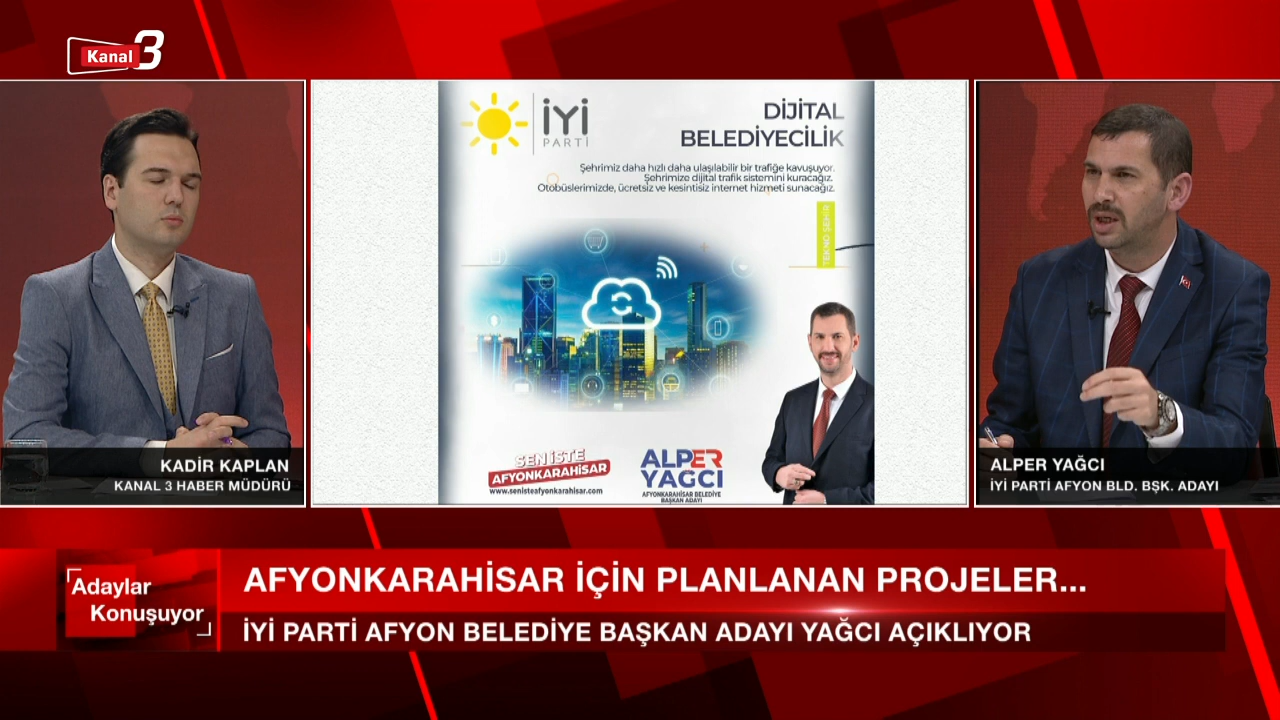 Kanal 3
İYİ
PARTİ
DİJİTAL
BELEDİYECİLİK
Şehrimiz daha hızlı daha ulaşılabilir bir trafiğe kavuşuyor.
Şehrimize dijital trafik sistemini kuracağız.
Otobüslerimizde, ücretsiz ve kesintisiz internet hizmeti sunacağız.
TEKNO ŞEHİR
SEN İSTE
AFYONKARAHİSAR
www.senisteafyonkarahisar.com
ALPER
YAĞCI
AFYONKARAHİSAR BELEDİYE
BAŞKAN ADAYI
KADİR KAPLAN
KANAL 3 HABER MÜDÜRÜ
ALPER YAĞCI
İYİ PARTİ AFYON BLD. BŞK. ADAYI
Adaylar
Konuşuyor
AFYONKARAHİSAR İÇİN PLANLANAN PROJELER...
İYİ PARTİ AFYON BELEDİYE BAŞKAN ADAYI YAĞCI AÇIKLIYOR